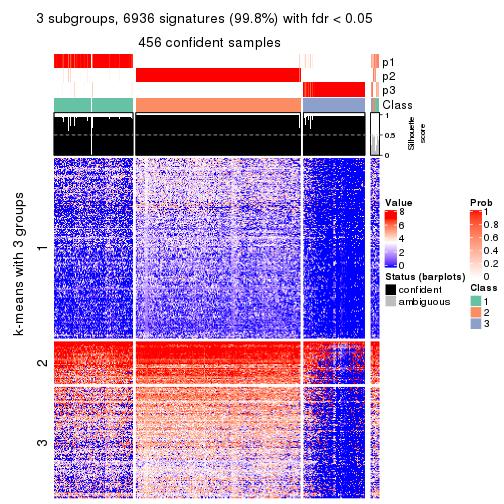 3 subgroups, 6936 signatures (99.8%) with fdr < 0.05
456 confident samples
p1
p2
p3
Class
1
0.5
0
Silhouette
score
k-means with 3 groups
1
2
3
Value
8
6
4
2
0
Status (barplots)
confident
ambiguous
Prob
1
0.8
0.6
0.4
0.2
0
Class
1
2
3